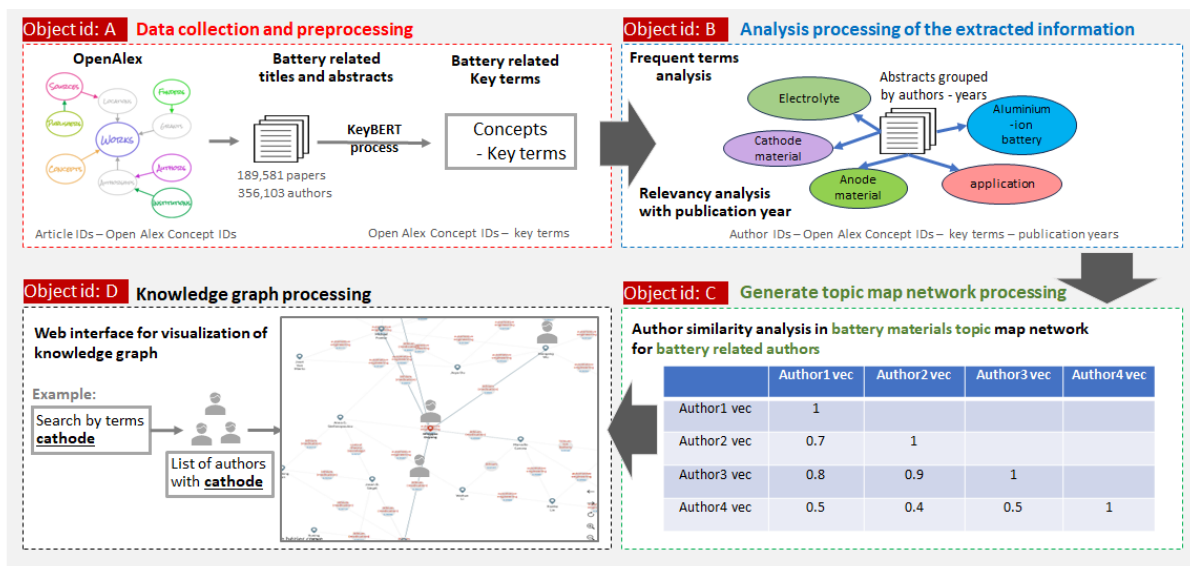 Object id: A
Data collection and preprocessing
OpenAlex
SOURCES
FUNDERS
PUBLISHERS
WORKS
CONCEPTS
AUTHORS
INSTITUTIONS
Battery related
titles and abstracts
189,581 papers
356,103 authors
KeyBERT
process
Battery related
Key terms
Concepts
- Key terms
Article IDs – Open Alex Concept IDs
Open Alex Concept IDs – key terms
Object id: B
Analysis processing of the extracted information
Frequent terms
analysis
Abstracts grouped
by authors - years
Electrolyte
Cathode
material
Anode
material
Aluminium
-ion
battery
application
Relevancy analysis
with publication year
Author IDs – Open Alex Concept IDs – key terms – publication years
Object id: D
Knowledge graph processing
Web interface for visualization of
knowledge graph
Example:
Search by terms
cathode
List of authors
with cathode
Object id: C
Generate topic map network processing
Author similarity analysis in battery materials topic map network
for battery related authors
Author1 vec Author2 vec Author3 vec Author4 vec
Author1 vec 1
Author2 vec 0.7 1
Author3 vec 0.8 0.9 1
Author4 vec 0.5 0.4 0.5 1